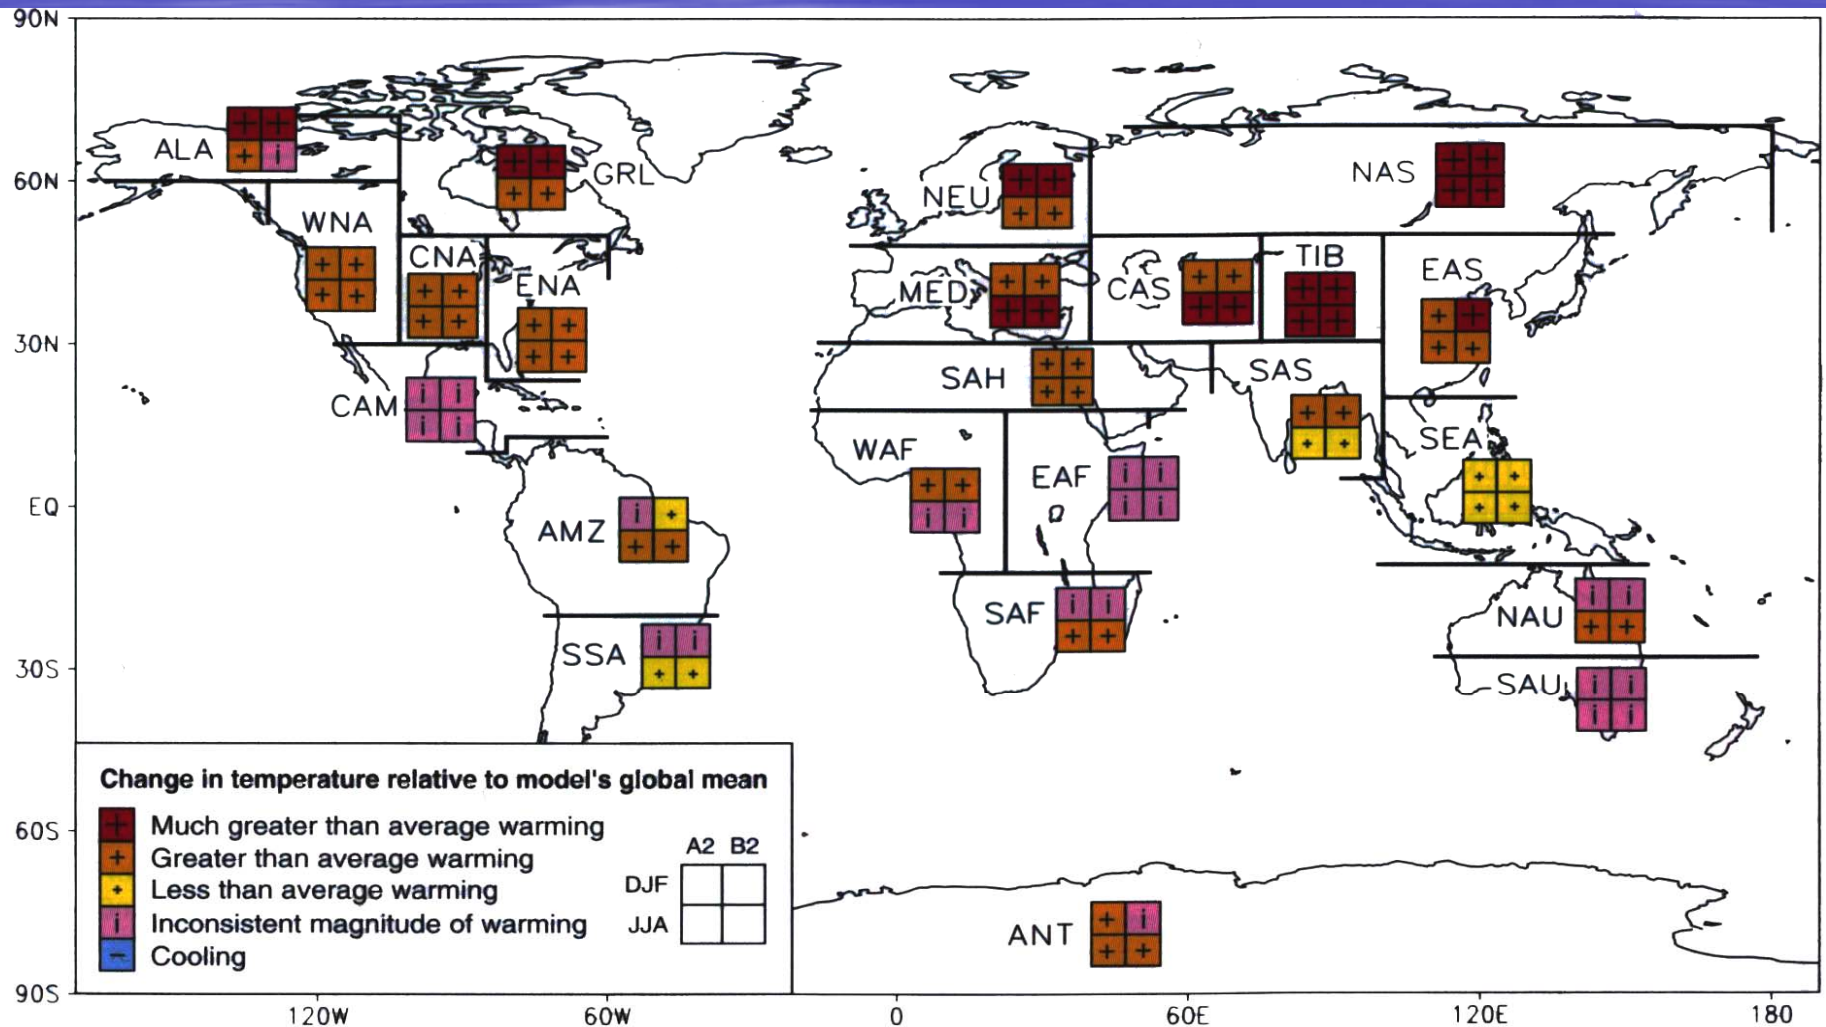 90N
ALA
GRL
NAS
60N
NEU
WNA
CNA
TIB
EAS
ENA
MED
CAS
30N
SAH
SAS
CAM
SEA
WAF
EAF
EQ
AMZ
SAF
NAU
SSA
30S
SAU
Change in temperature relative to model's global mean
Much greater than average warming
Greater than average warming
Less than average warming
Inconsistent magnitude of warming
Cooling
A2 B2
DJF
JJA
60S
ANT
90S
120W 60W 0 60E 120E 180